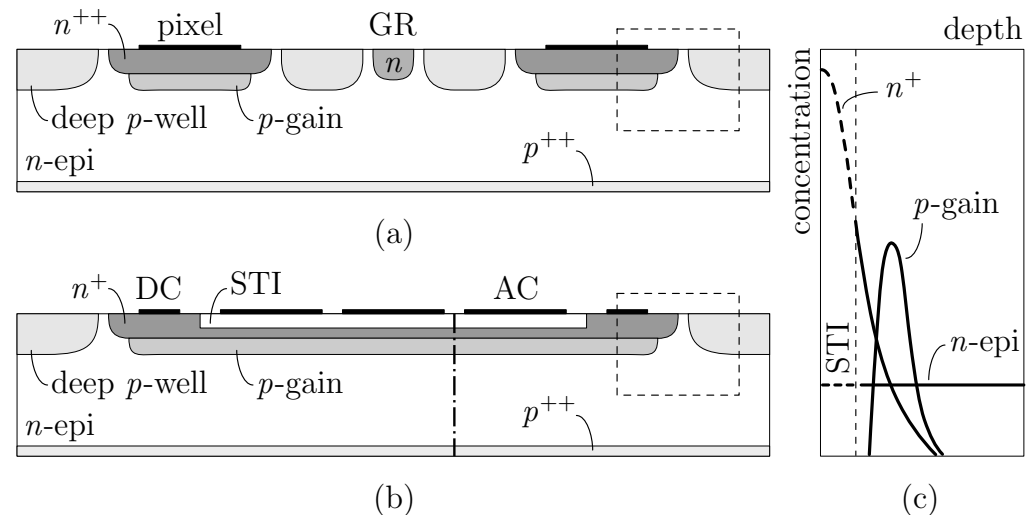 n++ pixel GR
n
deep p-well p-gain
n-epi p++
(a)
n+ DC STI AC
deep p-well p-gain
n-epi p++
(b)
depth
concentration
n+
p-gain
STI
n-epi
(c)